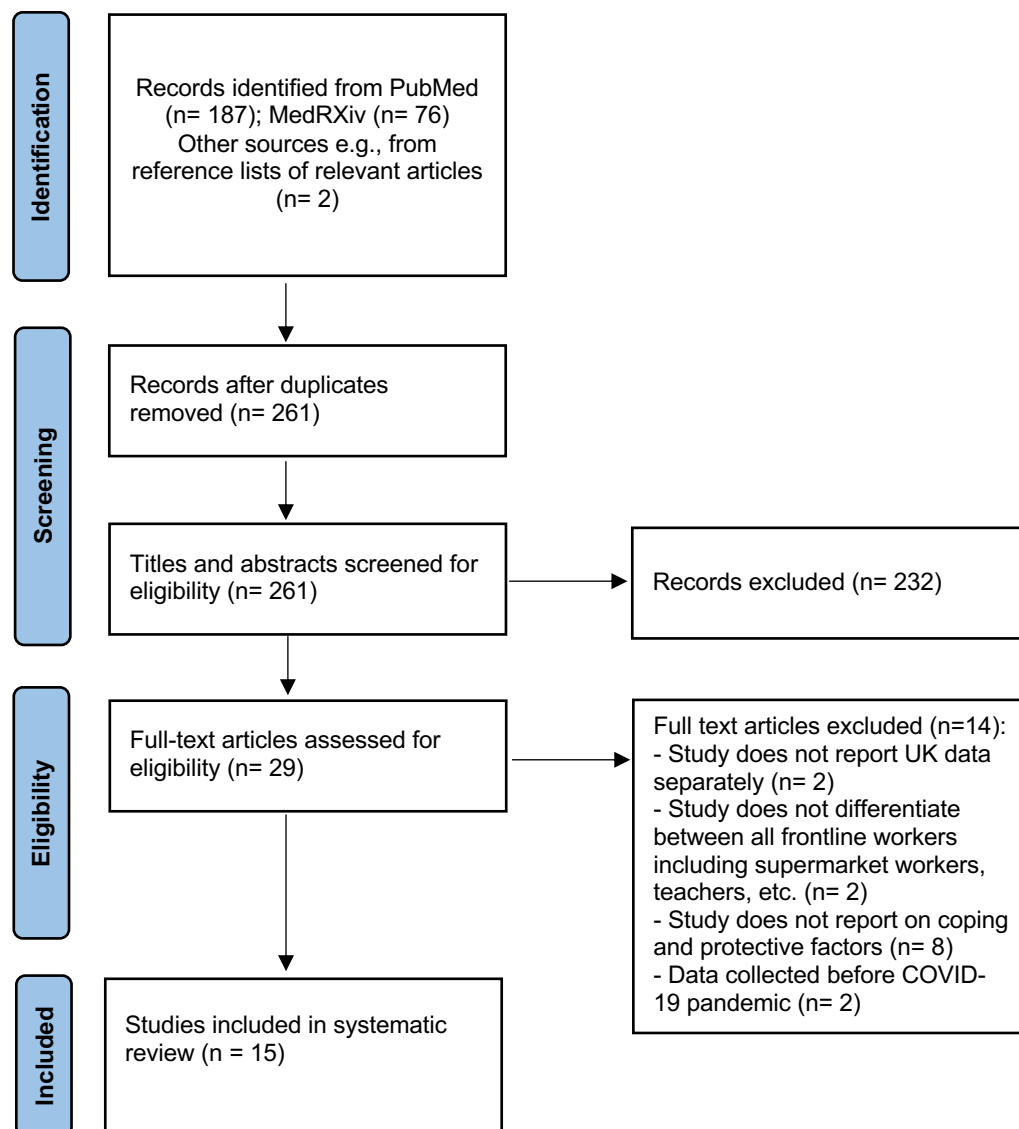 Identification
Records identified from PubMed
(n= 187); MedRXiv (n= 76)
Other sources e.g., from
reference lists of relevant articles
(n= 2)
Screening
Records after duplicates
removed (n= 261)
Titles and abstracts screened for
eligibility (n= 261)
Records excluded (n= 232)
Eligibility
Full-text articles assessed for
eligibility (n= 29)
Full text articles excluded (n=14):
- Study does not report UK data
separately (n= 2)
- Study does not differentiate
between all frontline workers
including supermarket workers,
teachers, etc. (n= 2)
- Study does not report on coping
and protective factors (n= 8)
- Data collected before COVID-
19 pandemic (n= 2)
Included
Studies included in systematic
review (n = 15)